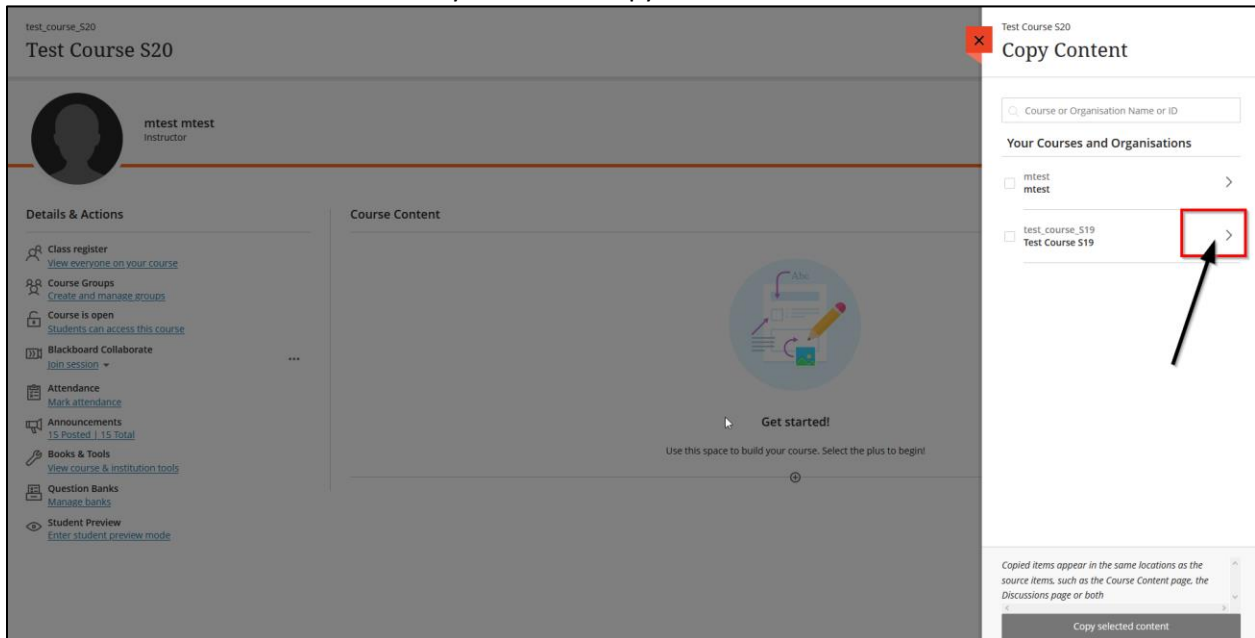 test_course_S20
Test Course S20
mtest mtest
Instructor
Details & Actions
Class register
View everyone on your course
Course Groups
Create and manage groups
Course is open
Students can access this course
Blackboard Collaborate
Join session
Attendance
Mark attendance
Announcements
15 Posted | 15 Total
Books & Tools
View course & institution tools
Question Banks
Manage banks
Student Preview
Enter student preview mode
Course Content
Abc
Get started!
Use this space to build your course. Select the plus to begin!
Test Course S20
Copy Content
Course or Organisation Name or ID
Your Courses and Organisations
mtest
mtest
test_course_S19
Test Course S19
Copied items appear in the same locations as the
source items, such as the Course Content page, the
Discussions page or both
Copy selected content